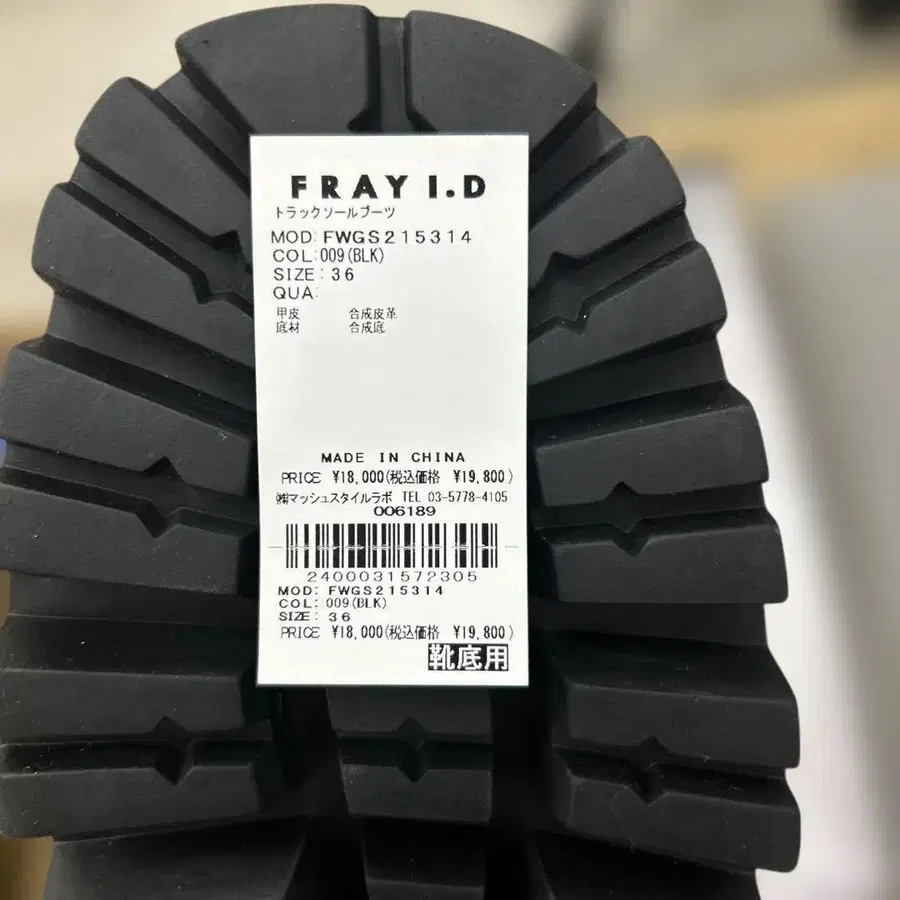 FRAY I.D
トラックソールブーツ
MOD: FWGS215314
COL: 009(BLK)
SIZE: 36
QUA:
甲皮 合成皮革
底材 合成底
MADE IN CHINA
PRICE ¥18,000(税込価格 ¥19,800)
㈱マッシュスタイルラボ TEL 03-5778-4105
006189
2400031572305
MOD: FWGS215314
COL: 009(BLK)
SIZE: 36
PRICE ¥18,000(税込価格 ¥19,800)
靴底用